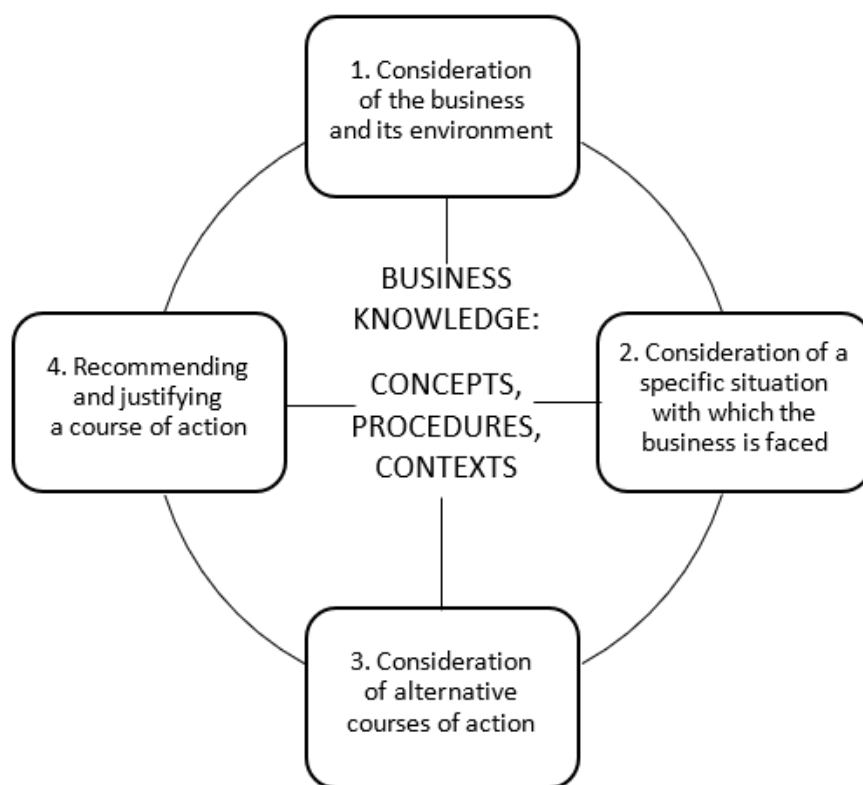 1. Consideration
of the business
and its environment
BUSINESS
KNOWLEDGE:
CONCEPTS,
PROCEDURES,
CONTEXTS
2. Consideration of a
specific situation
with which the
business is faced
3. Consideration
of alternative
courses of action
4. Recommending
and justifying
a course of action